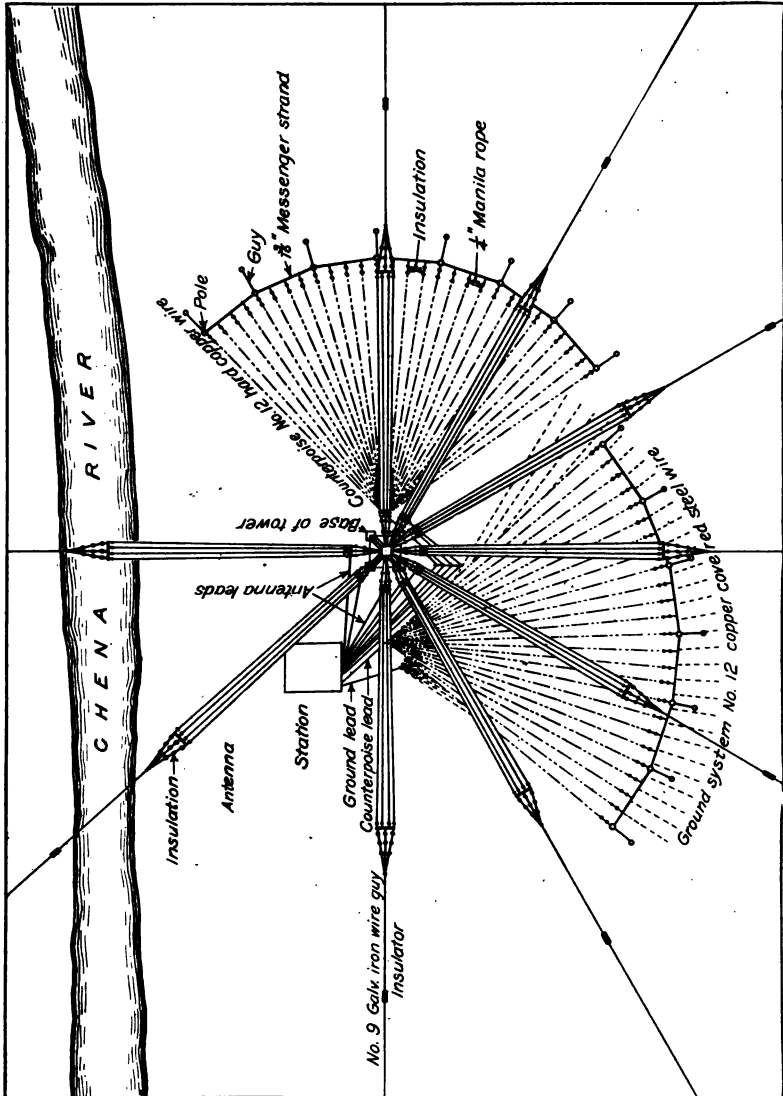 CHENA RIVER
Pole
Guy
3/16" Messenger strand
Insulation
1/4" Manila rope
Counterpoise No. 12 hard copper wire
Base of tower
Antenna leads
Station
Ground lead
Counterpoise lead
Insulation
Antenna
No. 9 Galv. iron wire guy
Insulator
Ground system No. 12 copper covered steel wire